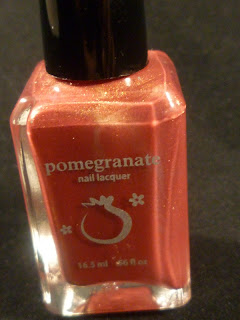 pomegranate
nail lacquer
16.5 ml .56 fl oz